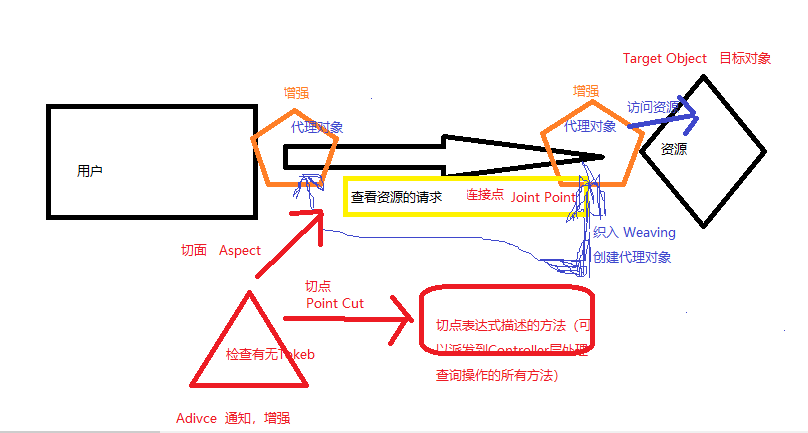 Target Object 目标对象
增强
增强
访问资源
代理对象
代理对象
用户
资源
查看资源的请求
连接点 Joint Point
织入 Weaving
创建代理对象
切面 Aspect
切点
Point Cut
切点表达式描述的方法（可
以派发到Controller层处理
查询操作的所有方法）
检查有无Tokeb
Adivce 通知，增强